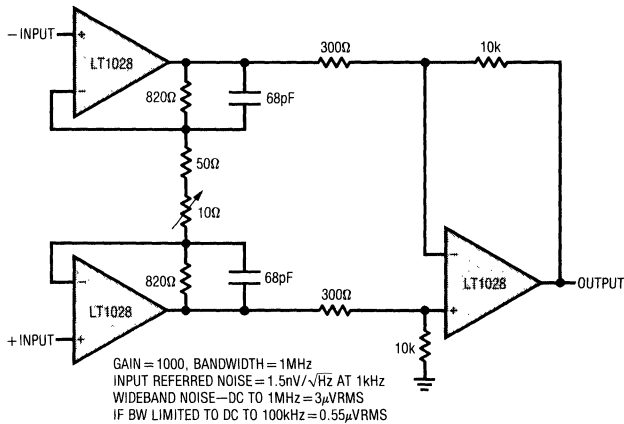 −INPUT
+
LT1028
−
820Ω
68pF
300Ω
10k
50Ω
10Ω
−
LT1028
+
+INPUT
820Ω
68pF
300Ω
−
LT1028
+
OUTPUT
10k
GAIN = 1000, BANDWIDTH = 1MHz
INPUT REFERRED NOISE = 1.5nV/√Hz AT 1kHz
WIDEBAND NOISE—DC TO 1MHz = 3µVRMS
IF BW LIMITED TO DC TO 100kHz = 0.55µVRMS